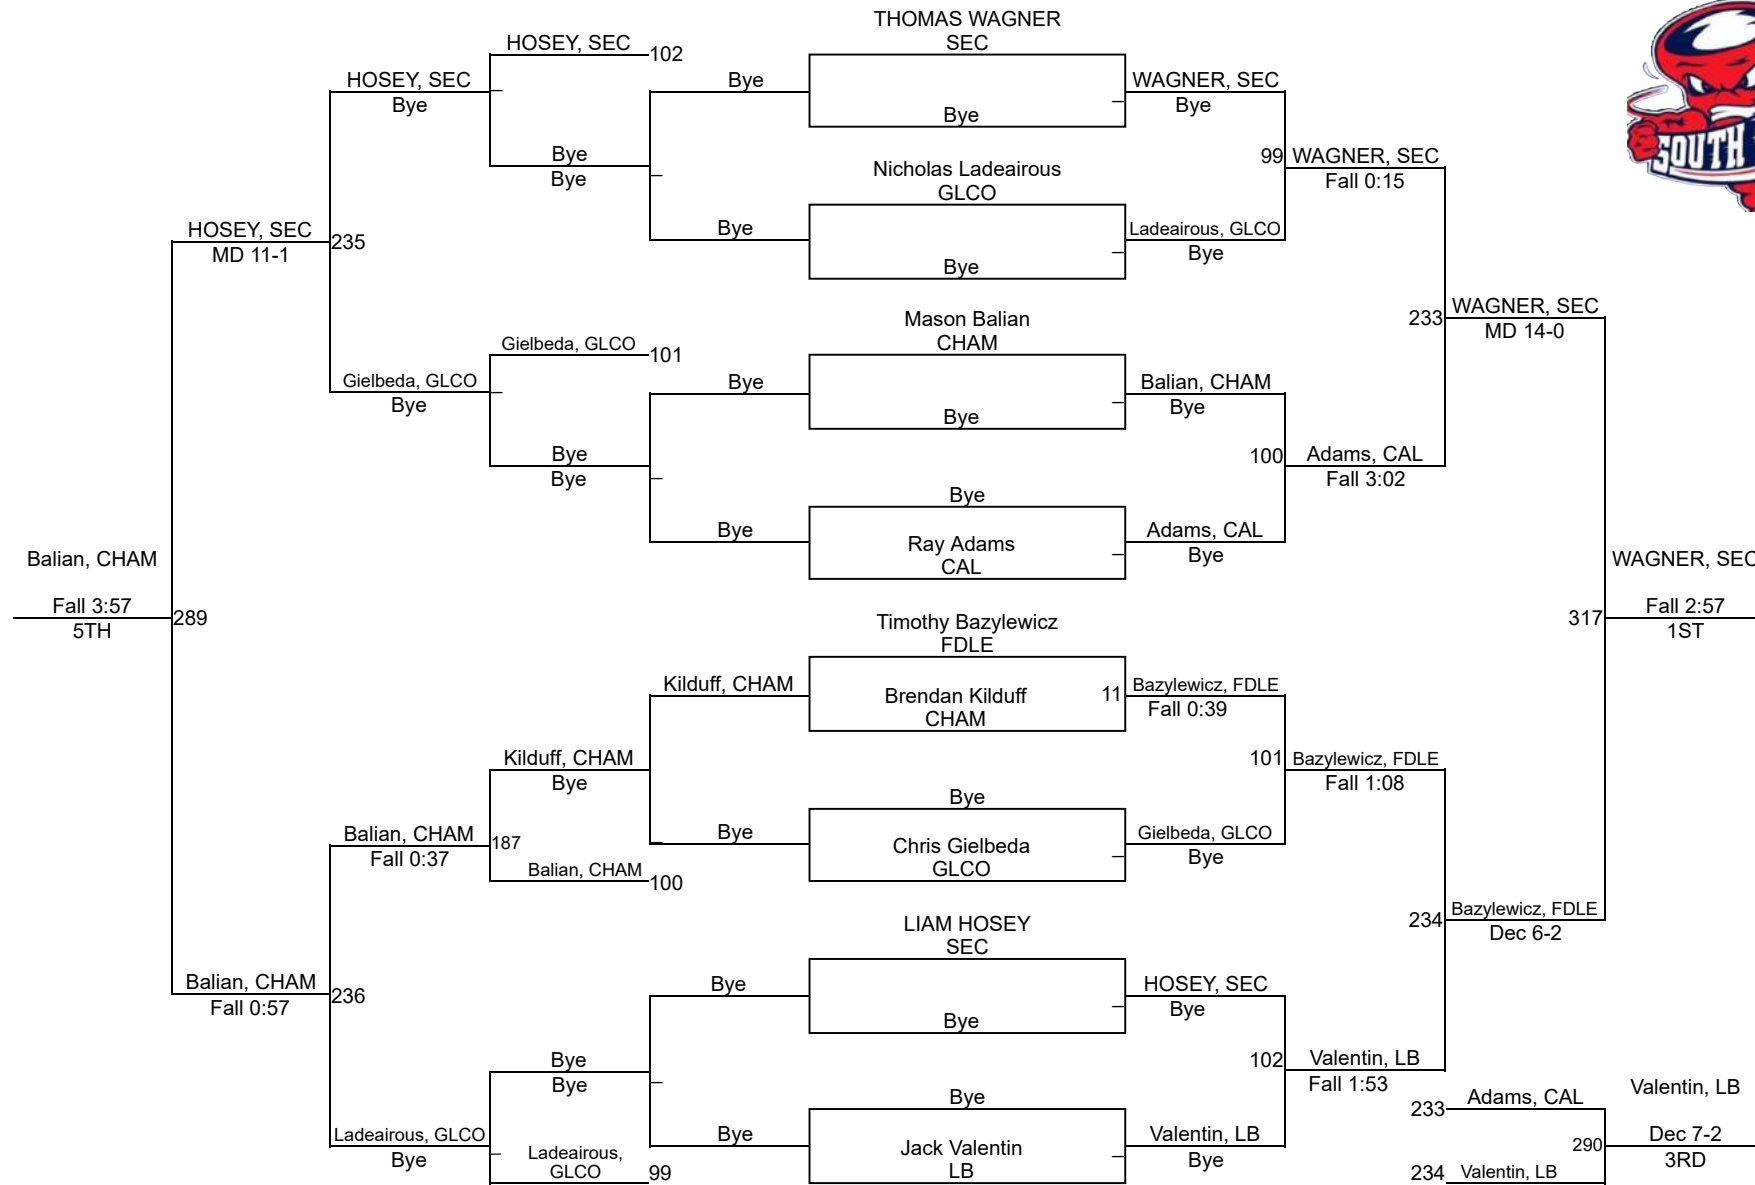 THOMAS WAGNER
SEC
HOSEY, SEC
102
HOSEY, SEC
Bye
Bye
WAGNER, SEC
Bye
Bye
Bye
Bye
Bye
99
WAGNER, SEC
Fall 0:15
Nicholas Ladeairous
GLCO
HOSEY, SEC
MD 11-1
235
Bye
Ladeairous, GLCO
Bye
Bye
SOUTH
Mason Balian
CHAM
WAGNER, SEC
MD 14-0
233
Gielbeda, GLCO
101
Gielbeda, GLCO
Bye
Bye
Balian, CHAM
Bye
Bye
Bye
Bye
100
Adams, CAL
Fall 3:02
Bye
Bye
Ray Adams
CAL
Adams, CAL
Bye
Balian, CHAM
Fall 3:57
5TH
289
WAGNER, SEC
317
Fall 2:57
1ST
Timothy Bazylewicz
FDLE
Kilduff, CHAM
Brendan Kilduff
CHAM
11
Bazylewicz, FDLE
Fall 0:39
Kilduff, CHAM
Bye
101
Bazylewicz, FDLE
Fall 1:08
Bye
Balian, CHAM
Fall 0:37
187
Bye
Chris Gielbeda
GLCO
Gielbeda, GLCO
Bye
Balian, CHAM
100
LIAM HOSEY
SEC
234
Bazylewicz, FDLE
Dec 6-2
Balian, CHAM
Fall 0:57
236
Bye
Bye
HOSEY, SEC
Bye
Bye
Bye
102
Valentin, LB
Fall 1:53
Bye
Ladeairous, GLCO
Bye
Ladeairous,
GLCO
99
Bye
Jack Valentin
LB
Valentin, LB
Bye
233
Adams, CAL
Valentin, LB
290
Dec 7-2
3RD
234
Valentin, LB